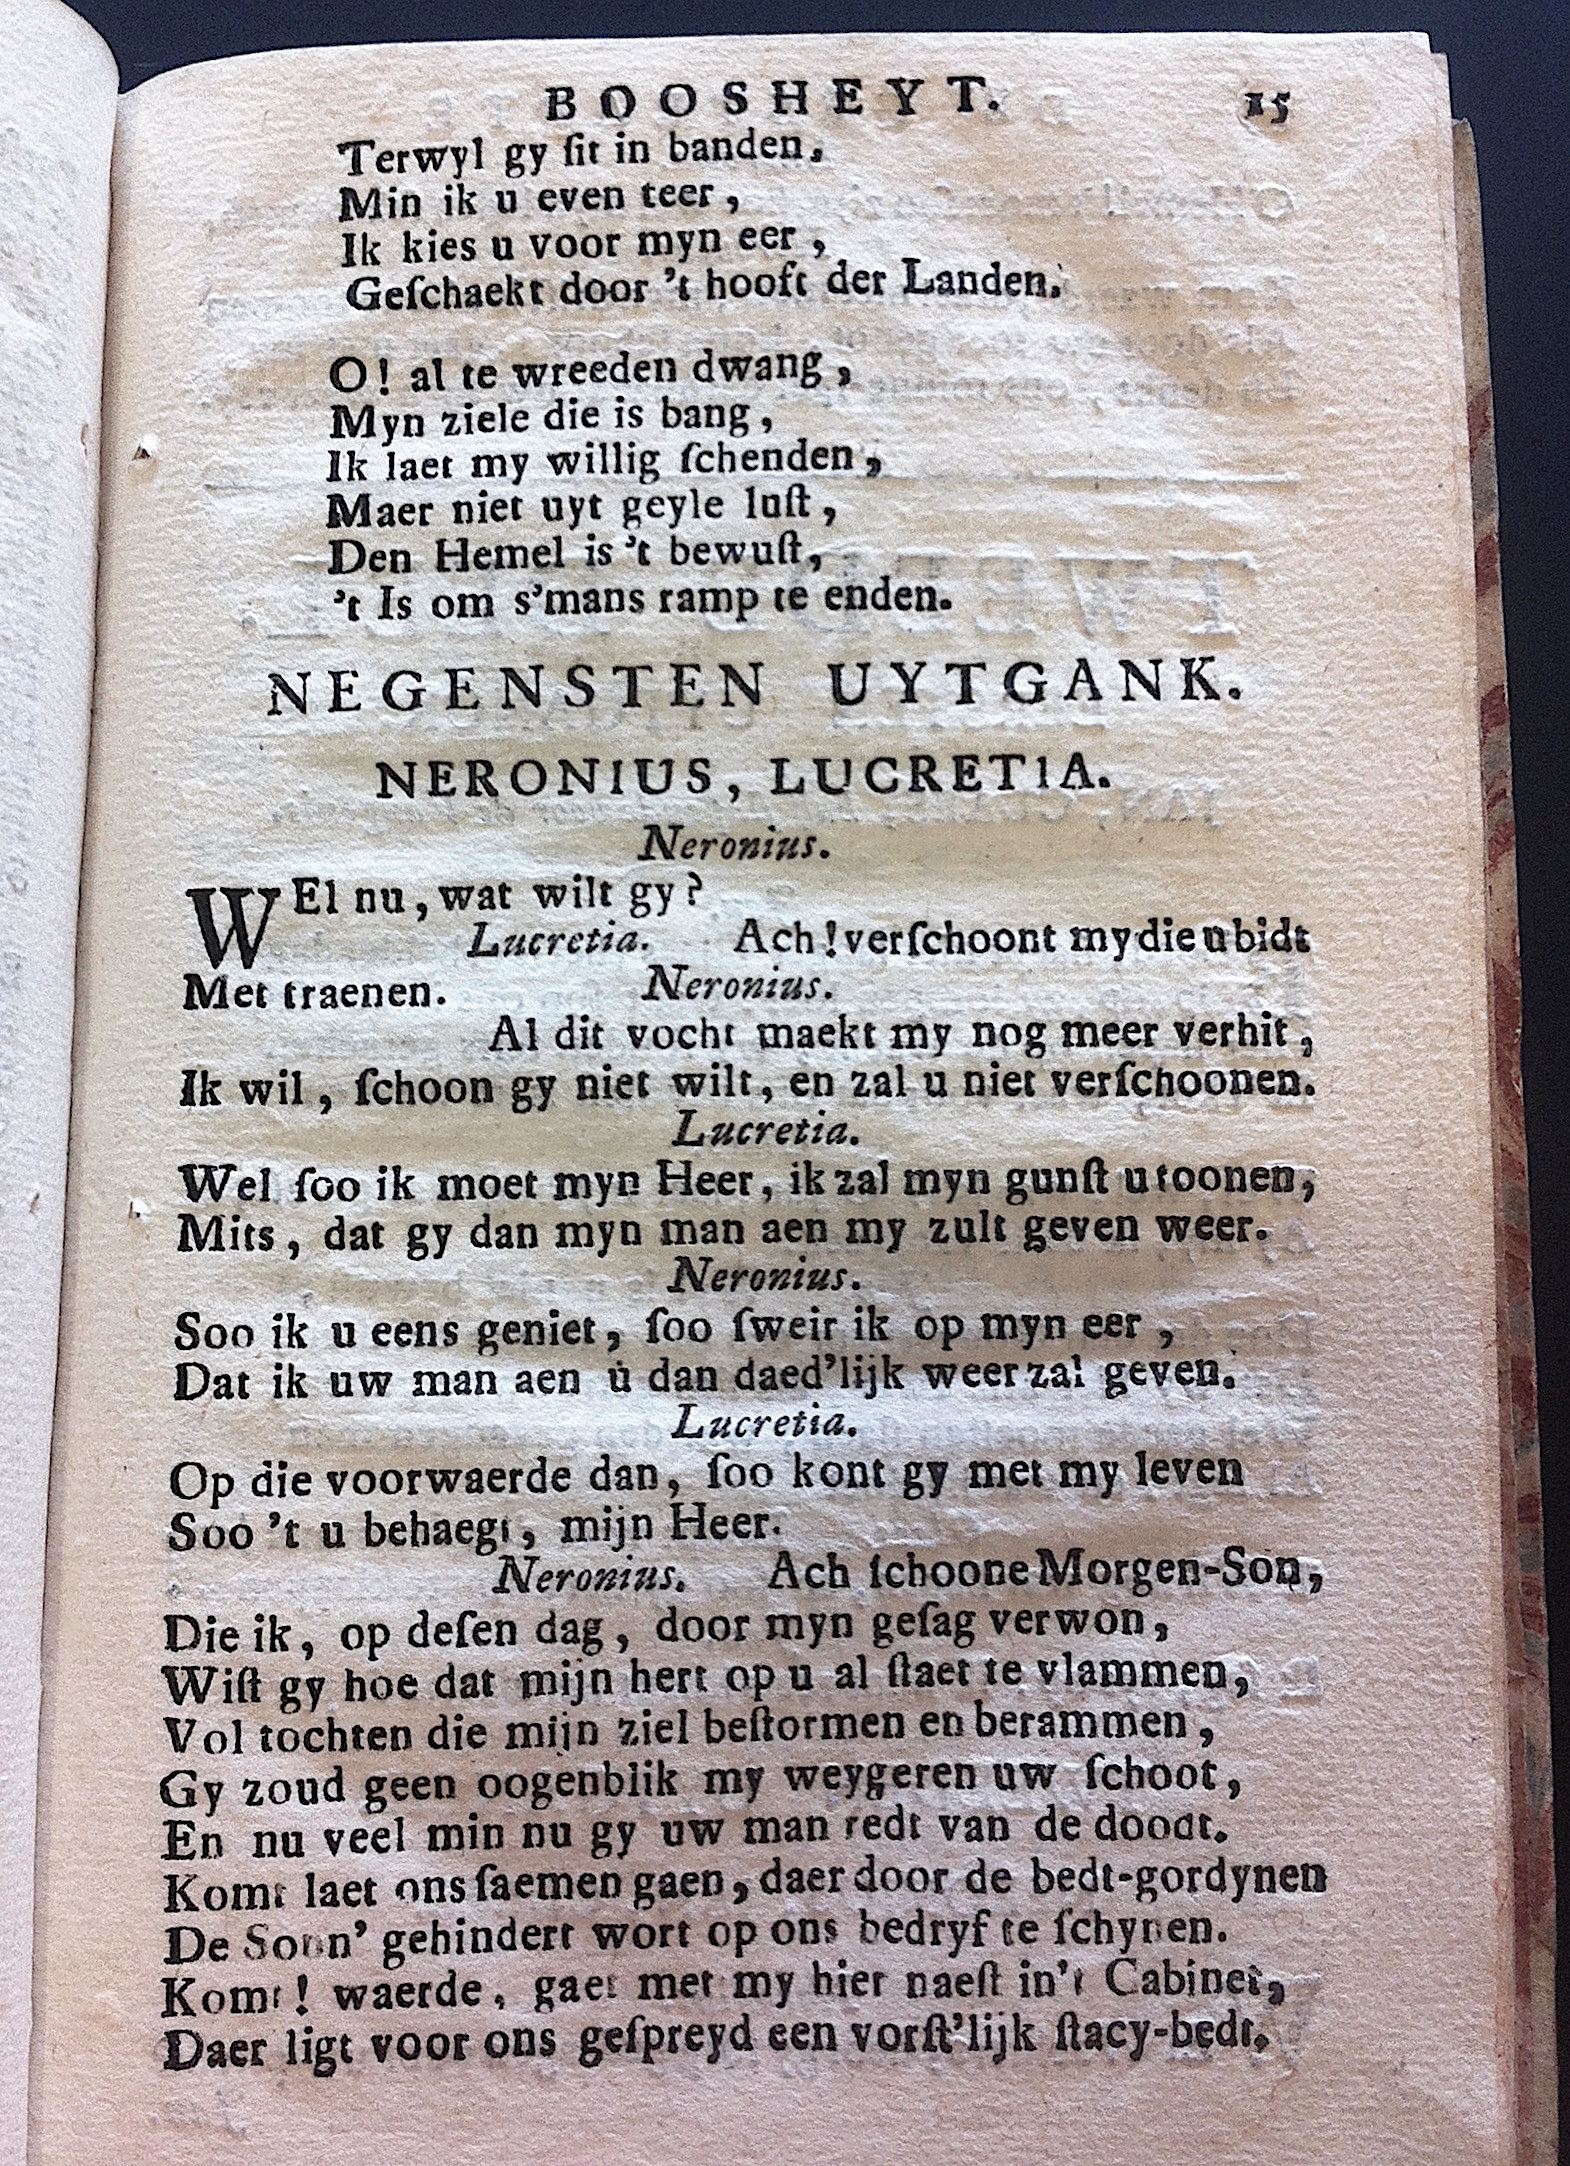 BOOSHEYT. 15
Terwyl gy ſit in banden,
Min ik u even teer,
Ik kies u voor myn eer,
Geſchaekt door 't hooft der Landen.
O! al te wreeden dwang,
Myn ziele die is bang,
Ik laet my willig ſchenden,
Maer niet uyt geyle luſt,
Den Hemel is 't bewuſt,
't Is om s'mans ramp te enden.
NEGENSTEN UYTGANK.
NERONIUS, LUCRETIA.
Neronius.
WEl nu, wat wilt gy?
Lucretia. Ach! verſchoont my die u bidt
Met traenen. Neronius.
Al dit vocht maekt my nog meer verhit,
Ik wil, ſchoon gy niet wilt, en zal u niet verſchoonen.
Lucretia.
Wel ſoo ik moet myn Heer, ik zal myn gunſt u toonen,
Mits, dat gy dan myn man aen my zult geven weer.
Neronius.
Soo ik u eens geniet, ſoo ſweir ik op myn eer,
Dat ik uw man aen u dan daed'lijk weer zal geven.
Lucretia.
Op die voorwaerde dan, ſoo kont gy met my leven
Soo 't u behaegt, mijn Heer.
Neronius. Ach ſchoone Morgen-Son,
Die ik, op deſen dag, door myn geſag verwon,
Wiſt gy hoe dat mijn hert op u al ſtaet te vlammen,
Vol tochten die mijn ziel beſtormen en berammen,
Gy zoud geen oogenblik my weygeren uw ſchoot,
En nu veel min nu gy uw man redt van de doodt.
Komt laet ons ſaemen gaen, daer door de bedt-gordynen
De Sonn' gehindert wort op ons bedryf te ſchynen.
Komt! waerde, gaet met my hier naeſt in't Cabinet,
Daer ligt voor ons geſpreyd een vorſt'lijk ſtacy-bedt.